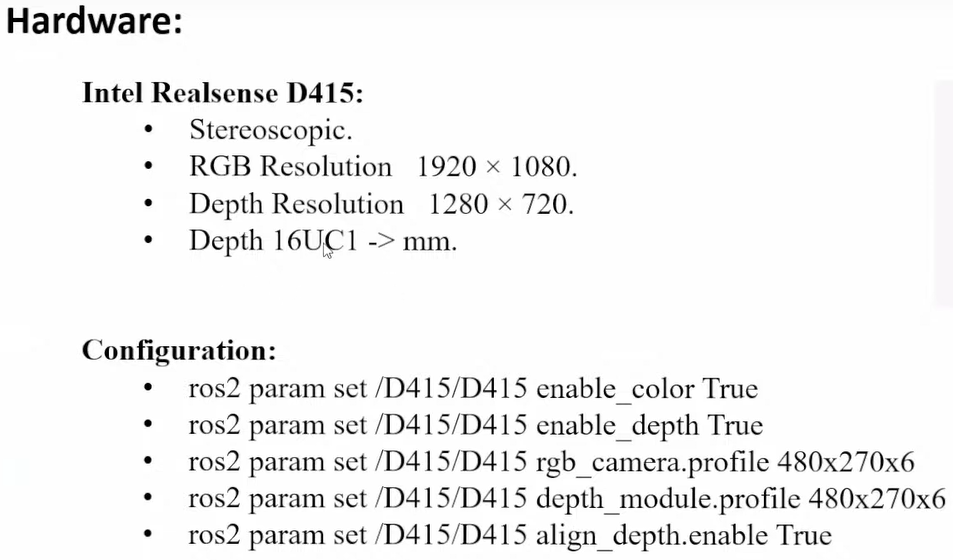 Hardware:
Intel Realsense D415:
• Stereoscopic.
• RGB Resolution 1920 × 1080.
• Depth Resolution 1280 × 720.
• Depth 16UC1 -> mm.
Configuration:
• ros2 param set /D415/D415 enable_color True
• ros2 param set /D415/D415 enable_depth True
• ros2 param set /D415/D415 rgb_camera.profile 480x270x6
• ros2 param set /D415/D415 depth_module.profile 480x270x6
• ros2 param set /D415/D415 align_depth.enable True